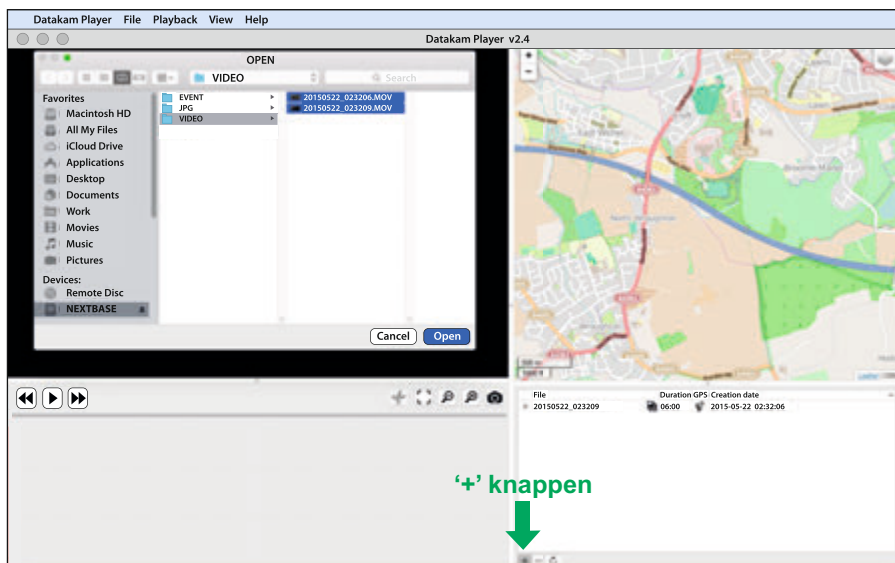 Datakam Player File Playback View Help
Datakam Player v2.4
OPEN
VIDEO
Search
Favorites
Macintosh HD
All My Files
iCloud Drive
Applications
Desktop
Documents
Work
Movies
Music
Pictures
Devices:
Remote Disc
NEXTBASE
EVENT
JPG
VIDEO
20150522_023206.MOV
20150522_023209.MOV
Cancel Open
North Wroughton
File Duration GPS Creation date
20150522_023209 06:00 2015-05-22 02:32:06
‘+’ knappen